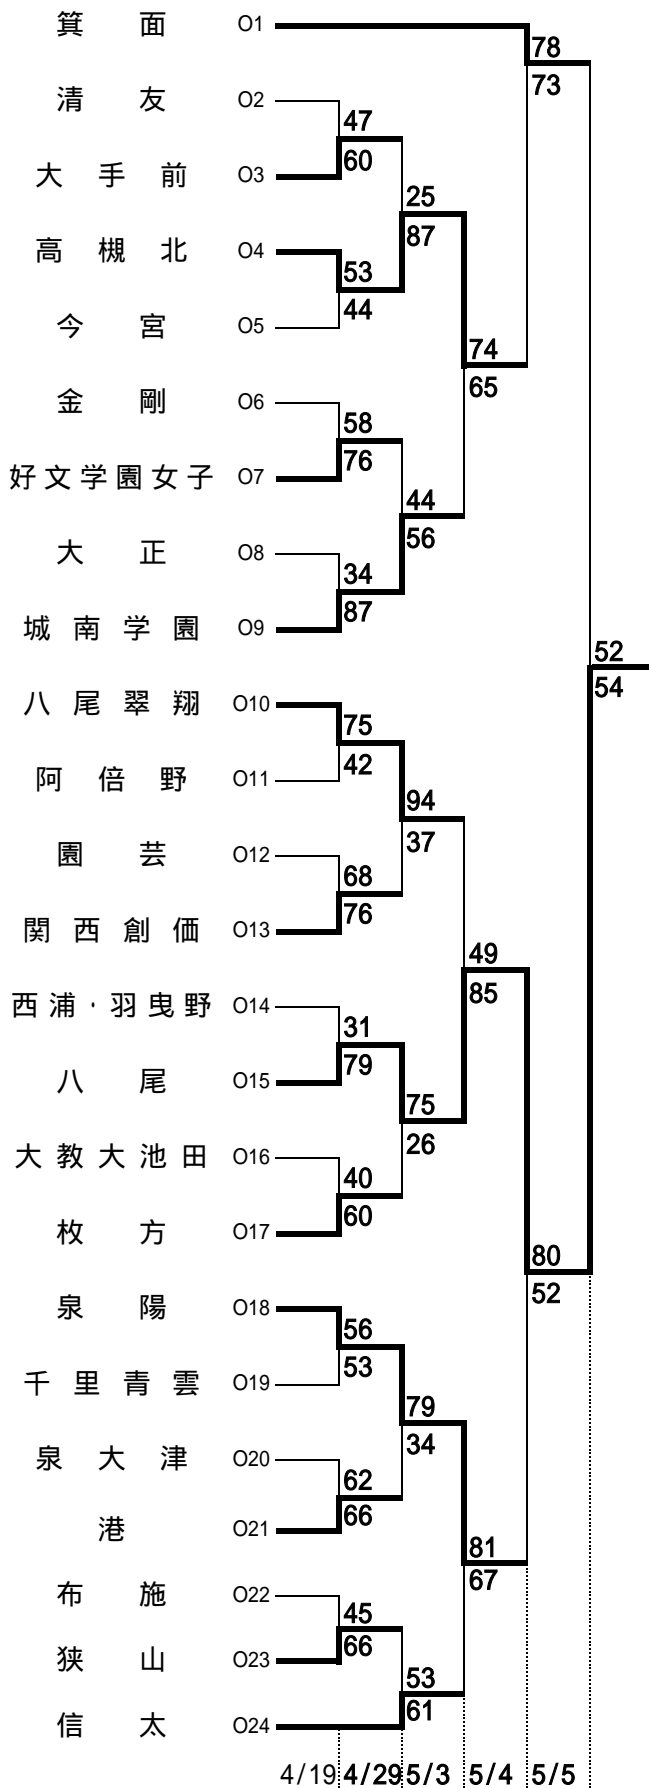 箕面 O1
78
73
清友 O2
47
60
大手前 O3
25
87
高槻北 O4
53
44
今宮 O5
74
65
金剛 O6
58
76
好文学園女子 O7
44
56
大正 O8
34
87
城南学園 O9
52
54
八尾翠翔 O10
75
42
阿倍野 O11
94
37
園芸 O12
68
76
関西創価 O13
49
85
西浦・羽曳野 O14
31
79
八尾 O15
75
26
大教大池田 O16
40
60
枚方 O17
80
52
泉陽 O18
56
53
千里青雲 O19
79
34
泉大津 O20
62
66
港 O21
81
67
布施 O22
45
66
狭山 O23
53
61
信太 O24
4/19 4/29 5/3 5/4 5/5